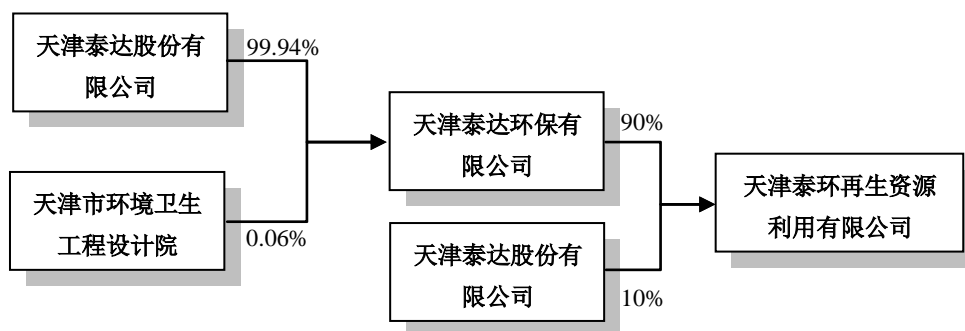 天津泰达股份有
限公司
99.94%
天津市环境卫生
工程设计院
0.06%
天津泰达环保有
限公司
90%
天津泰达股份有
限公司
10%
天津泰环再生资源
利用有限公司